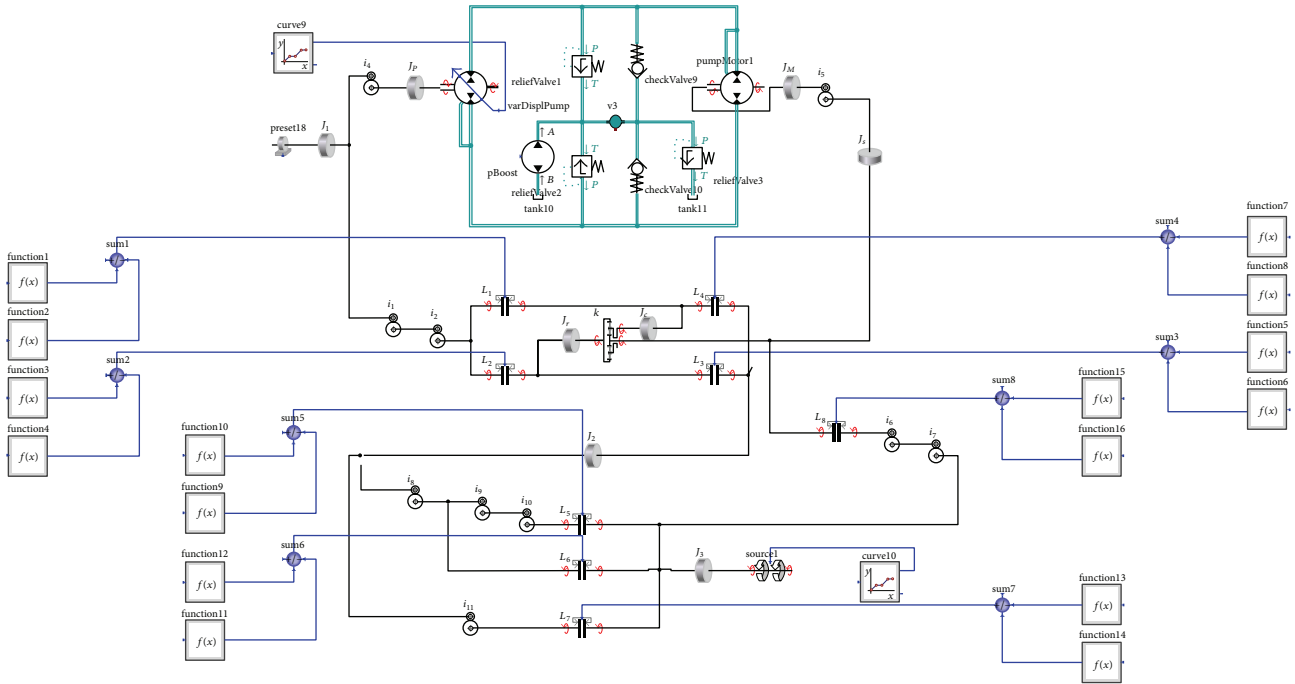 curve9
y
x
i4
JP
reliefValve1
varDisplPump
P
T
checkValve9
pumpMotor1
JM
i5
preset18
J1
v3
A
B
pBoost
reliefValve2
tank10
T
P
checkValve10
P
T
reliefValve3
tank11
Js
function1
f(x)
function2
f(x)
function3
f(x)
function4
f(x)
sum1
sum2
i1
i2
L1
L2
Jr
k
Jc
L4
L3
sum4
sum3
function7
f(x)
function8
f(x)
function5
f(x)
function6
f(x)
function10
f(x)
function9
f(x)
sum5
J2
L8
i6
i7
sum8
function15
f(x)
function16
f(x)
i8
i9
i10
L5
function12
f(x)
function11
f(x)
sum6
L6
J3
source1
curve10
y
x
i11
L7
sum7
function13
f(x)
function14
f(x)